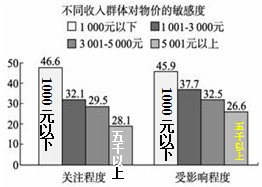 不同收入群体对物价的敏感度
1 000元以下 1 001-3 000元
3 001-5 000元 5 001元以上
50
40
30
20
10
0
46.6
32.1
29.5
28.1
45.9
37.7
32.5
26.6
1000元以下
五千以上
1000元以下
五千以上
关注程度 受影响程度